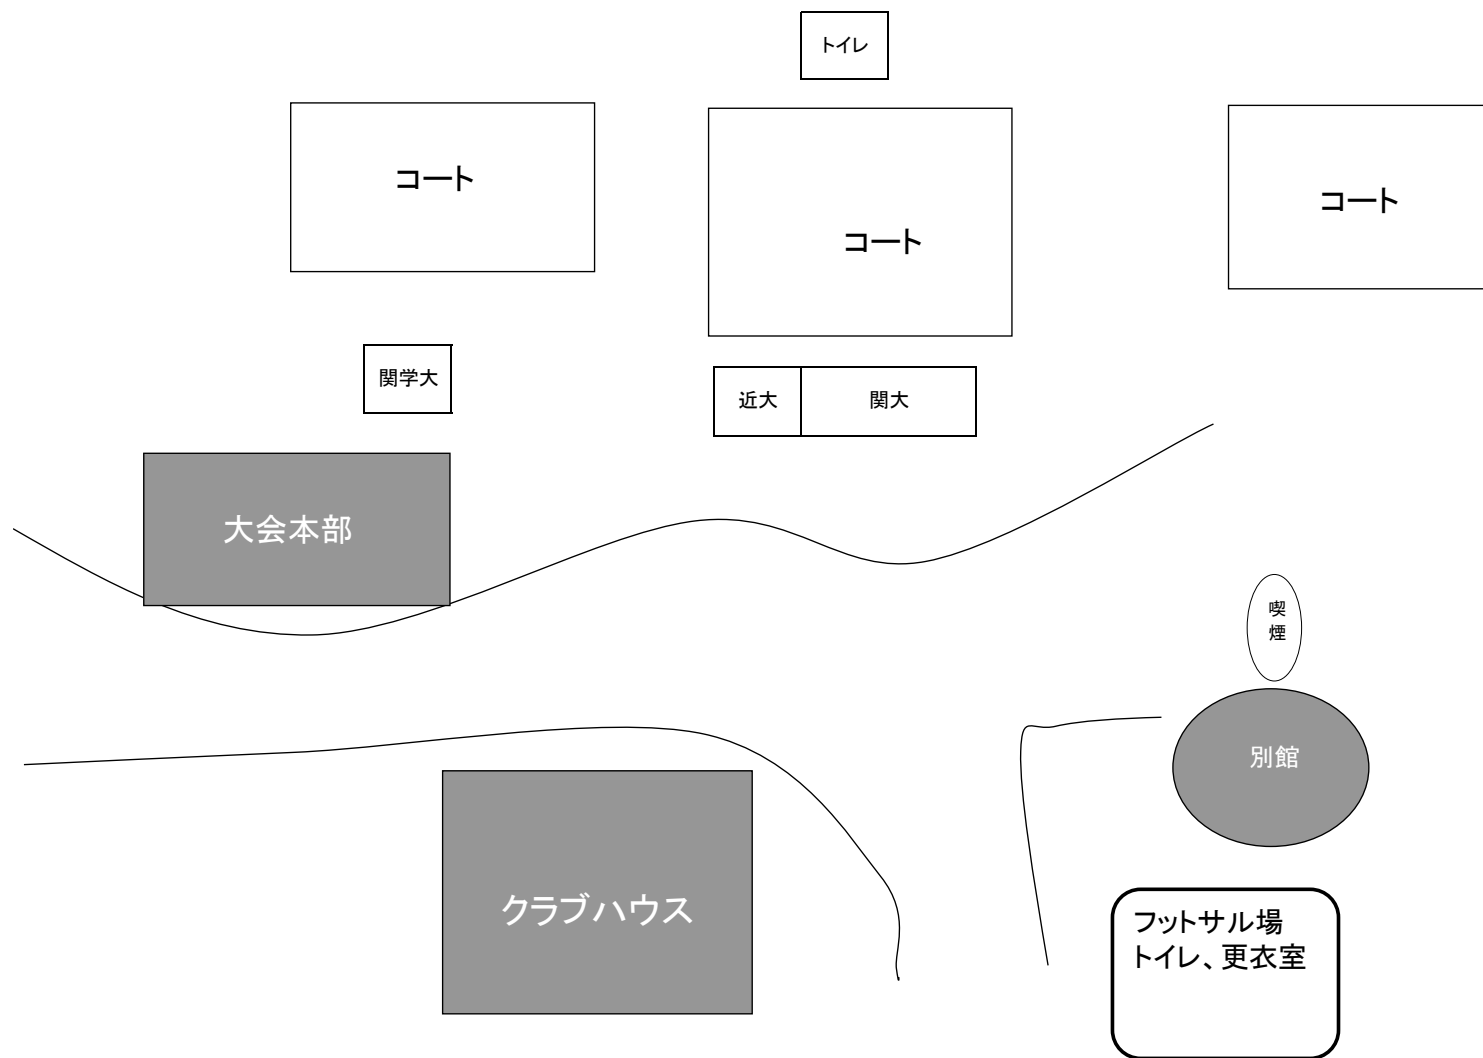 トイレ
コート
コート
コート
関学大
近大
関大
大会本部
喫
煙
別館
クラブハウス
フットサル場
トイレ、更衣室